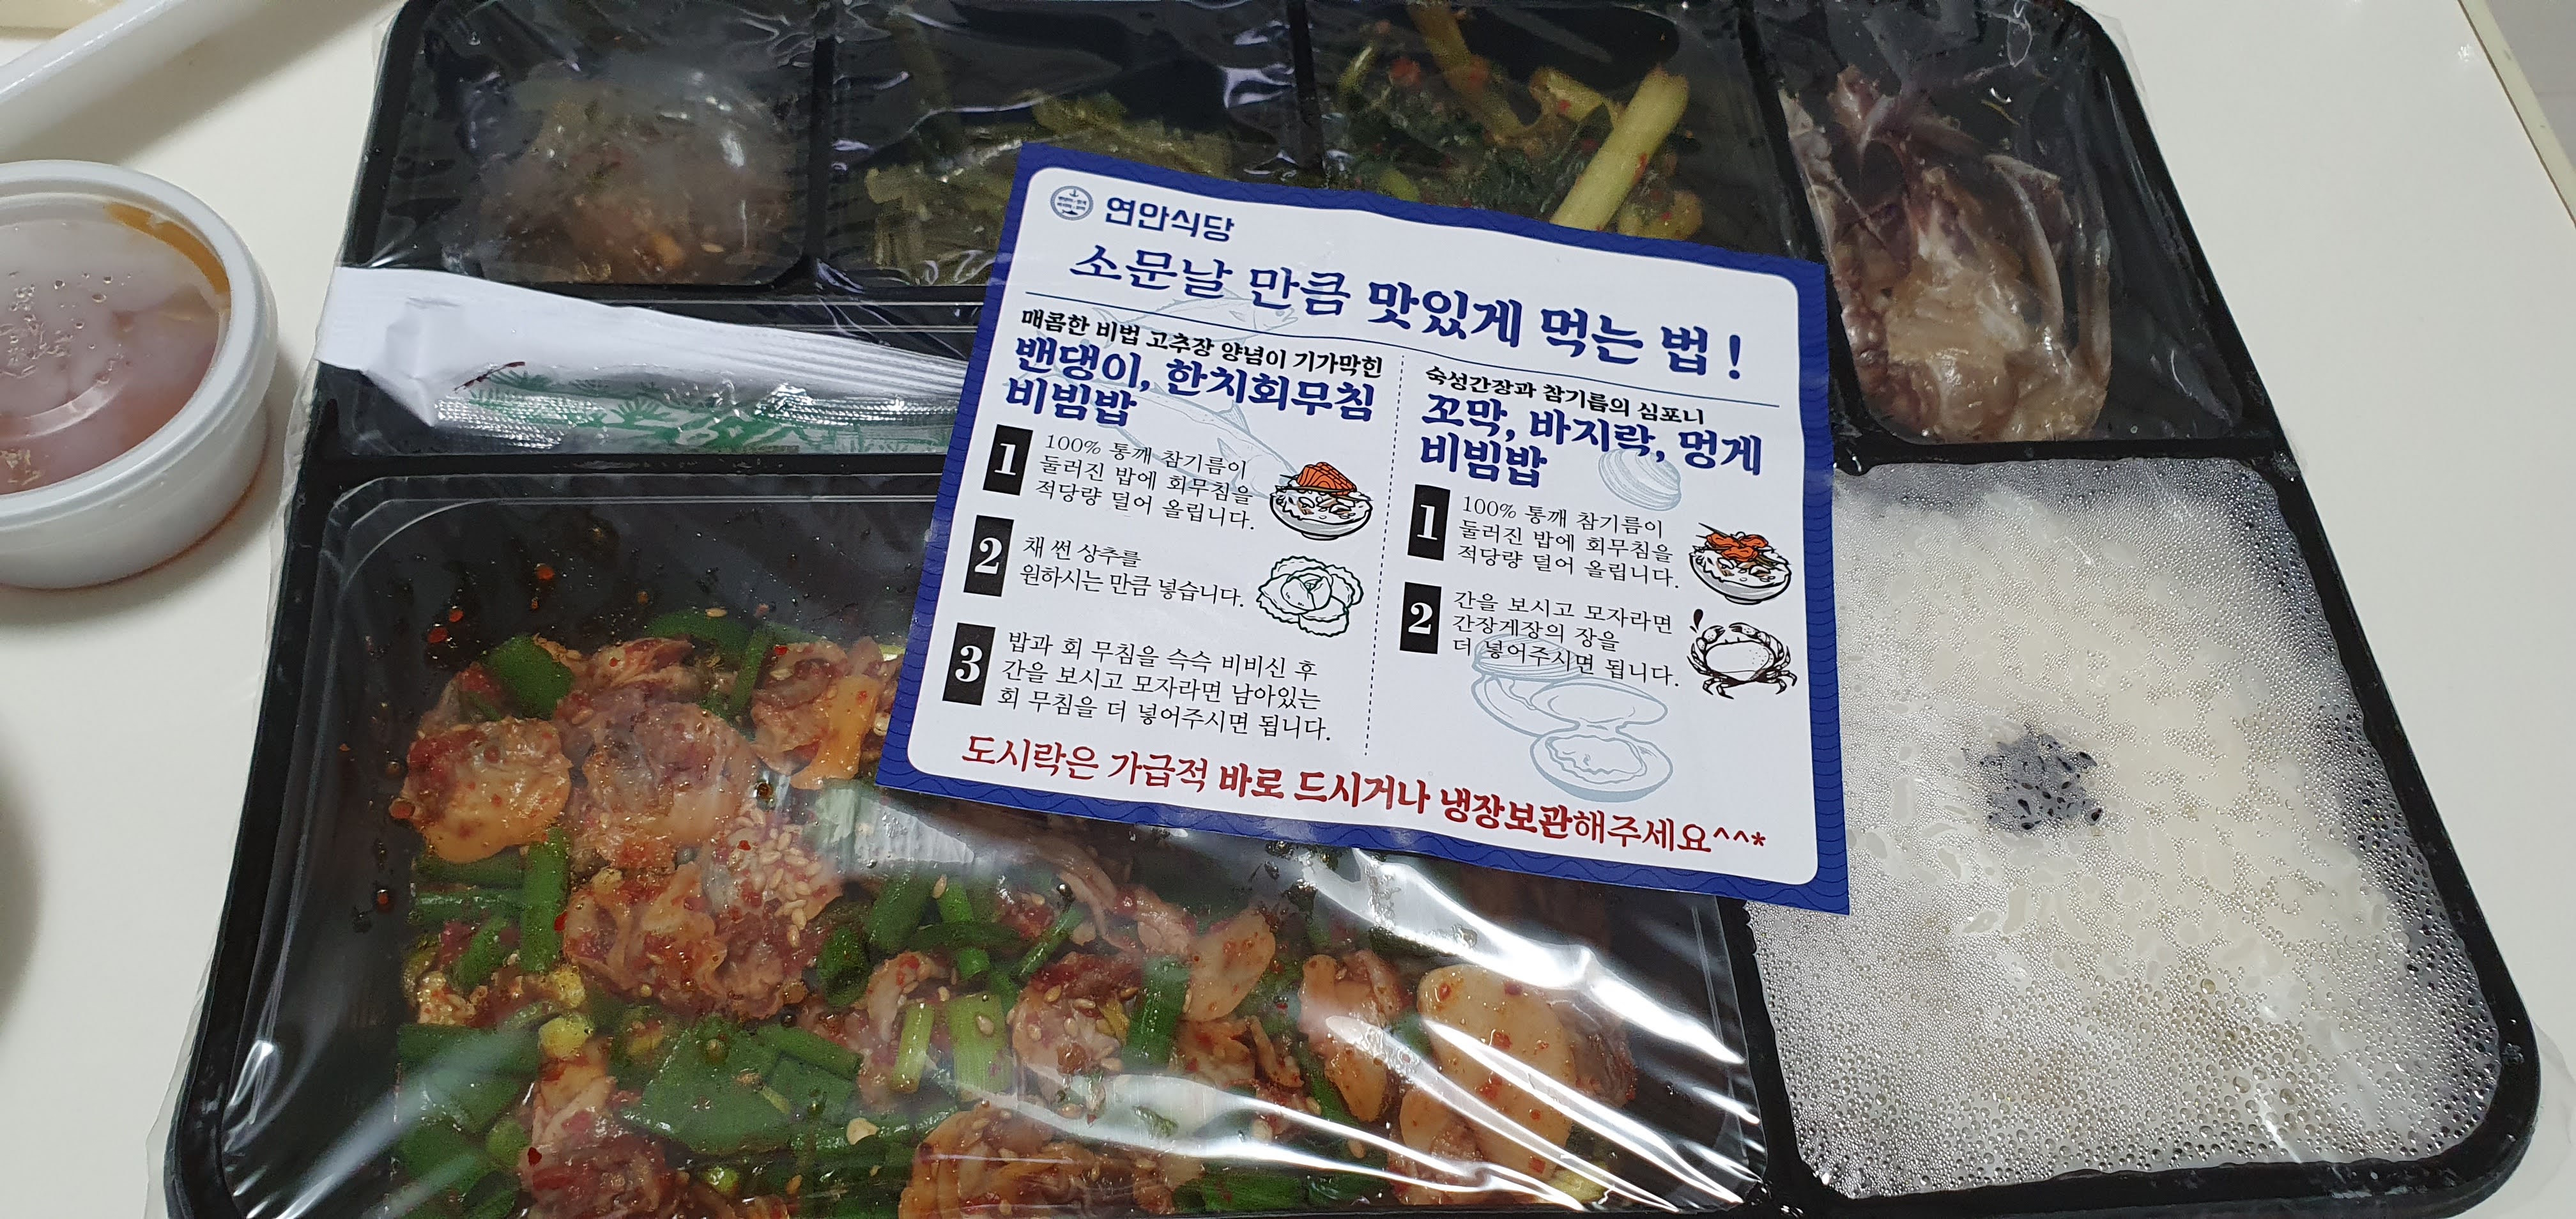 연안식당
소문날 만큼 맛있게 먹는 법!
매콤한 비법 고추장 양념이 기가막힌
밴댕이, 한치회무침
비빔밥
1
100% 통깨 참기름이
둘러진 밥에 회무침을
적당량 덜어 올립니다.
2
채 썬 상추를
원하시는 만큼 넣습니다.
3
밥과 회 무침을 슥슥 비비신 후
간을 보시고 모자라면 남아있는
회 무침을 더 넣어주시면 됩니다.
숙성간장과 참기름의 심포니
꼬막, 바지락, 멍게
비빔밥
1
100% 통깨 참기름이
둘러진 밥에 회무침을
적당량 덜어 올립니다.
2
간을 보시고 모자라면
간장게장의 장을
더 넣어주시면 됩니다.
도시락은 가급적 바로 드시거나 냉장보관해주세요^^*